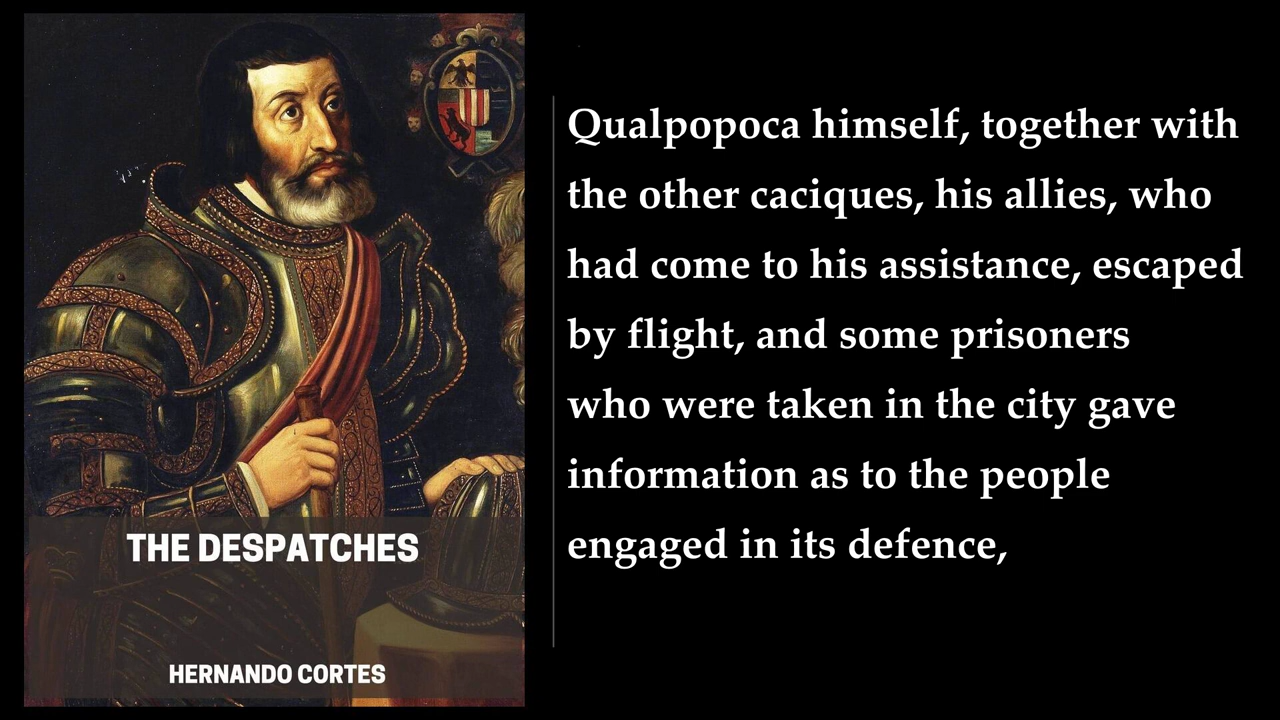 THE DESPATCHES
HERNANDO CORTES
Qualpopoca himself, together with
the other caciques, his allies, who
had come to his assistance, escaped
by flight, and some prisoners
who were taken in the city gave
information as to the people
engaged in its defence,